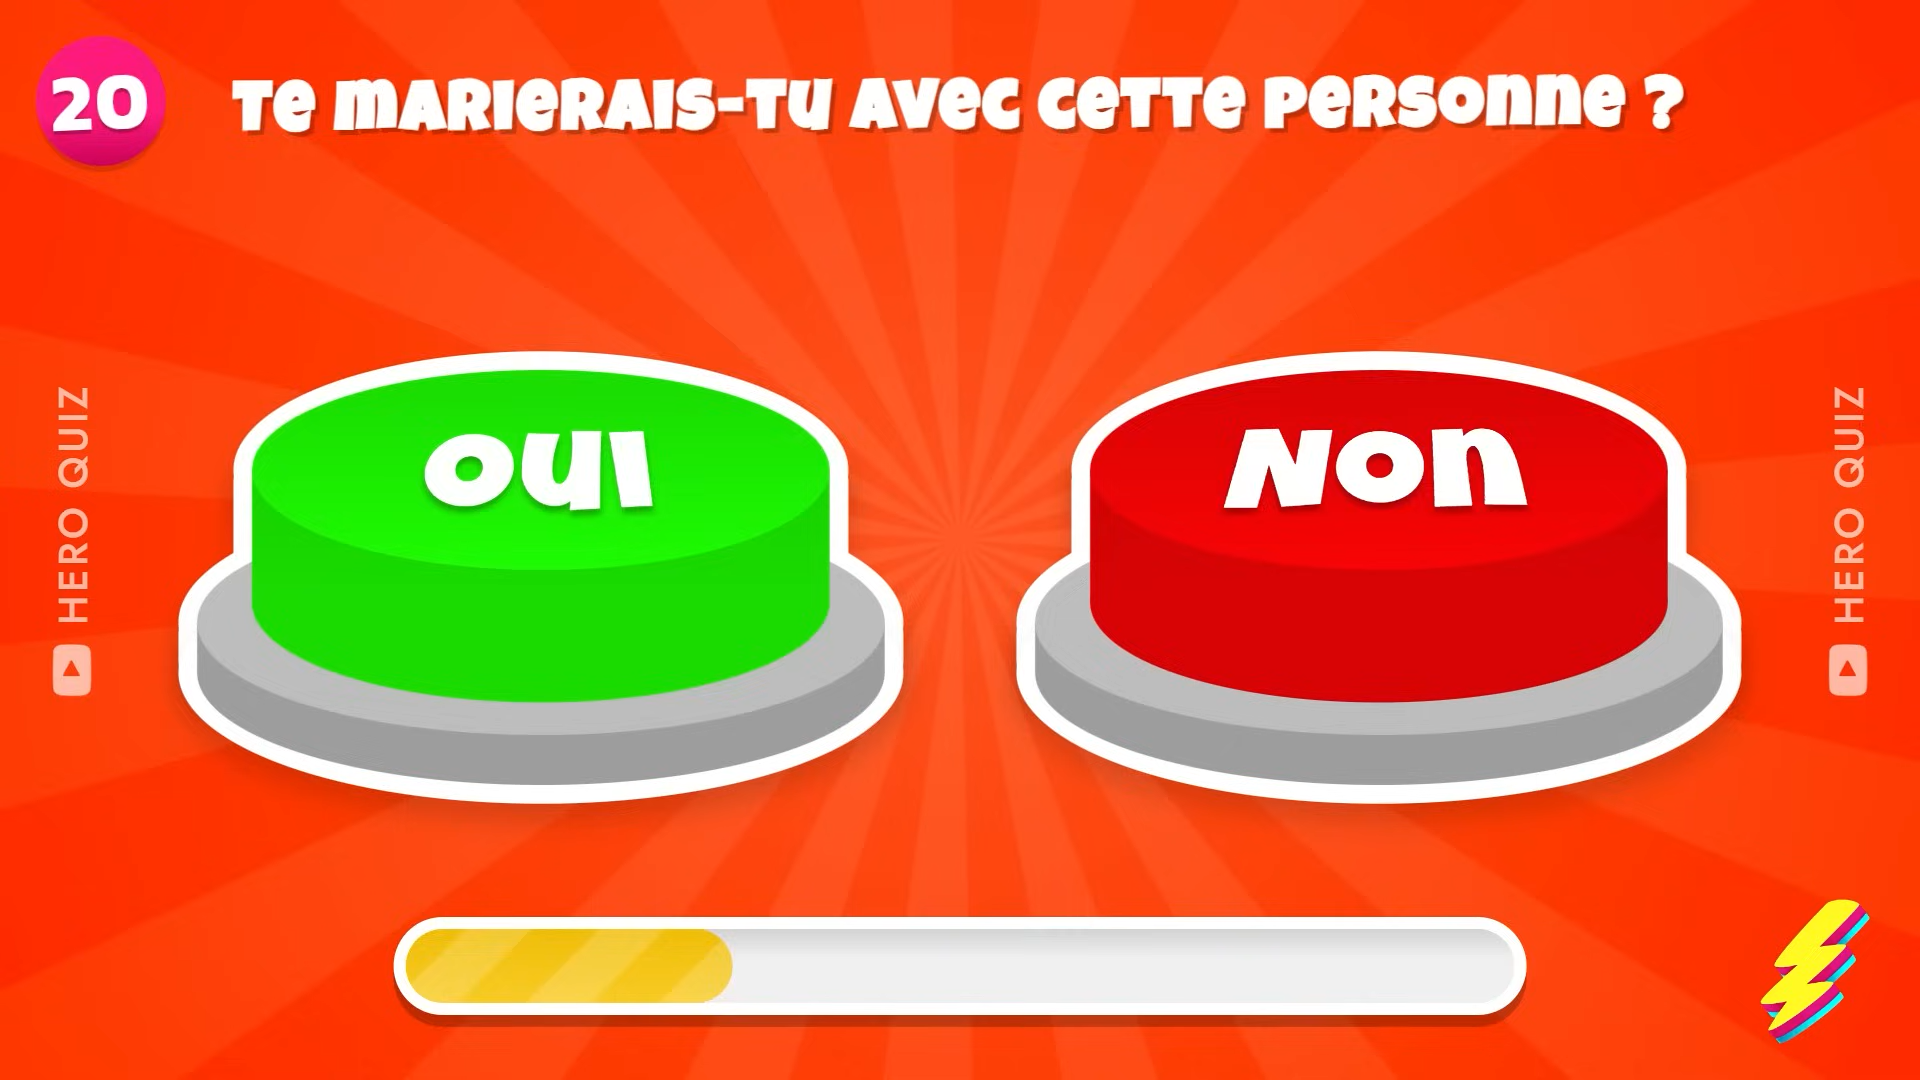 20
Te marierais-tu avec cette personne ?
OUI
NON
HERO QUIZ
HERO QUIZ